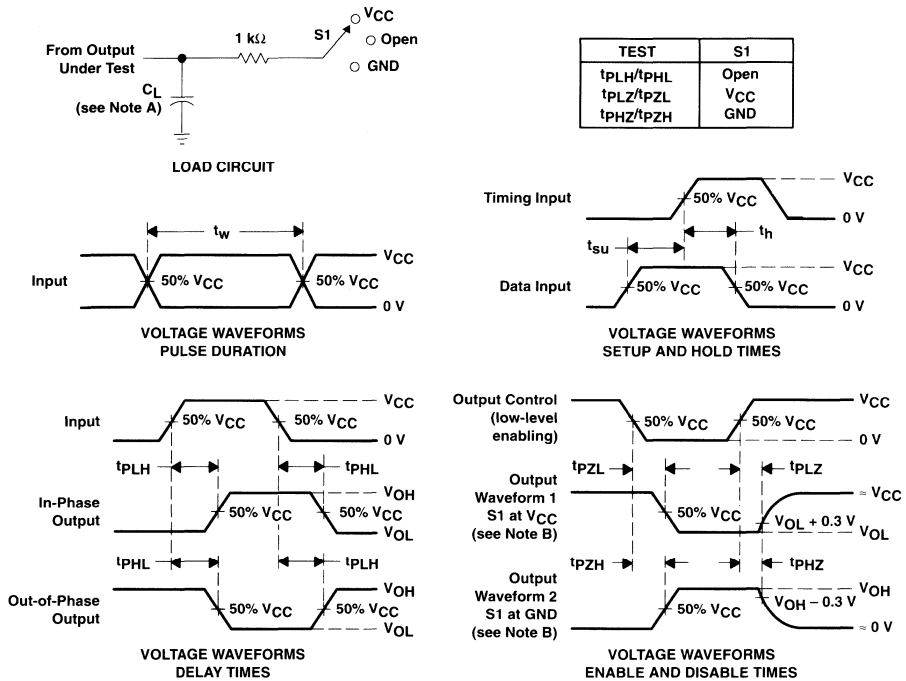 VCC
1 kΩ
S1
Open
From Output
Under Test
GND
CL
(see Note A)
LOAD CIRCUIT
TEST S1
tPLH/tPHL Open
tPLZ/tPZL VCC
tPHZ/tPZH GND
Timing Input
50% VCC
VCC
0 V
tsu
th
Data Input
50% VCC
50% VCC
VCC
0 V
VOLTAGE WAVEFORMS
SETUP AND HOLD TIMES
tw
Input
50% VCC
50% VCC
VCC
0 V
VOLTAGE WAVEFORMS
PULSE DURATION
Input
50% VCC
50% VCC
VCC
0 V
tPLH
tPHL
In-Phase
Output
50% VCC
50% VCC
VOH
VOL
tPHL
tPLH
Out-of-Phase
Output
50% VCC
50% VCC
VOH
VOL
VOLTAGE WAVEFORMS
DELAY TIMES
Output Control
(low-level
enabling)
50% VCC
50% VCC
VCC
0 V
tPZL
tPLZ
Output
Waveform 1
S1 at VCC
(see Note B)
50% VCC
VOL + 0.3 V
≈ VCC
VOL
tPZH
tPHZ
Output
Waveform 2
S1 at GND
(see Note B)
50% VCC
VOH − 0.3 V
VOH
≈ 0 V
VOLTAGE WAVEFORMS
ENABLE AND DISABLE TIMES